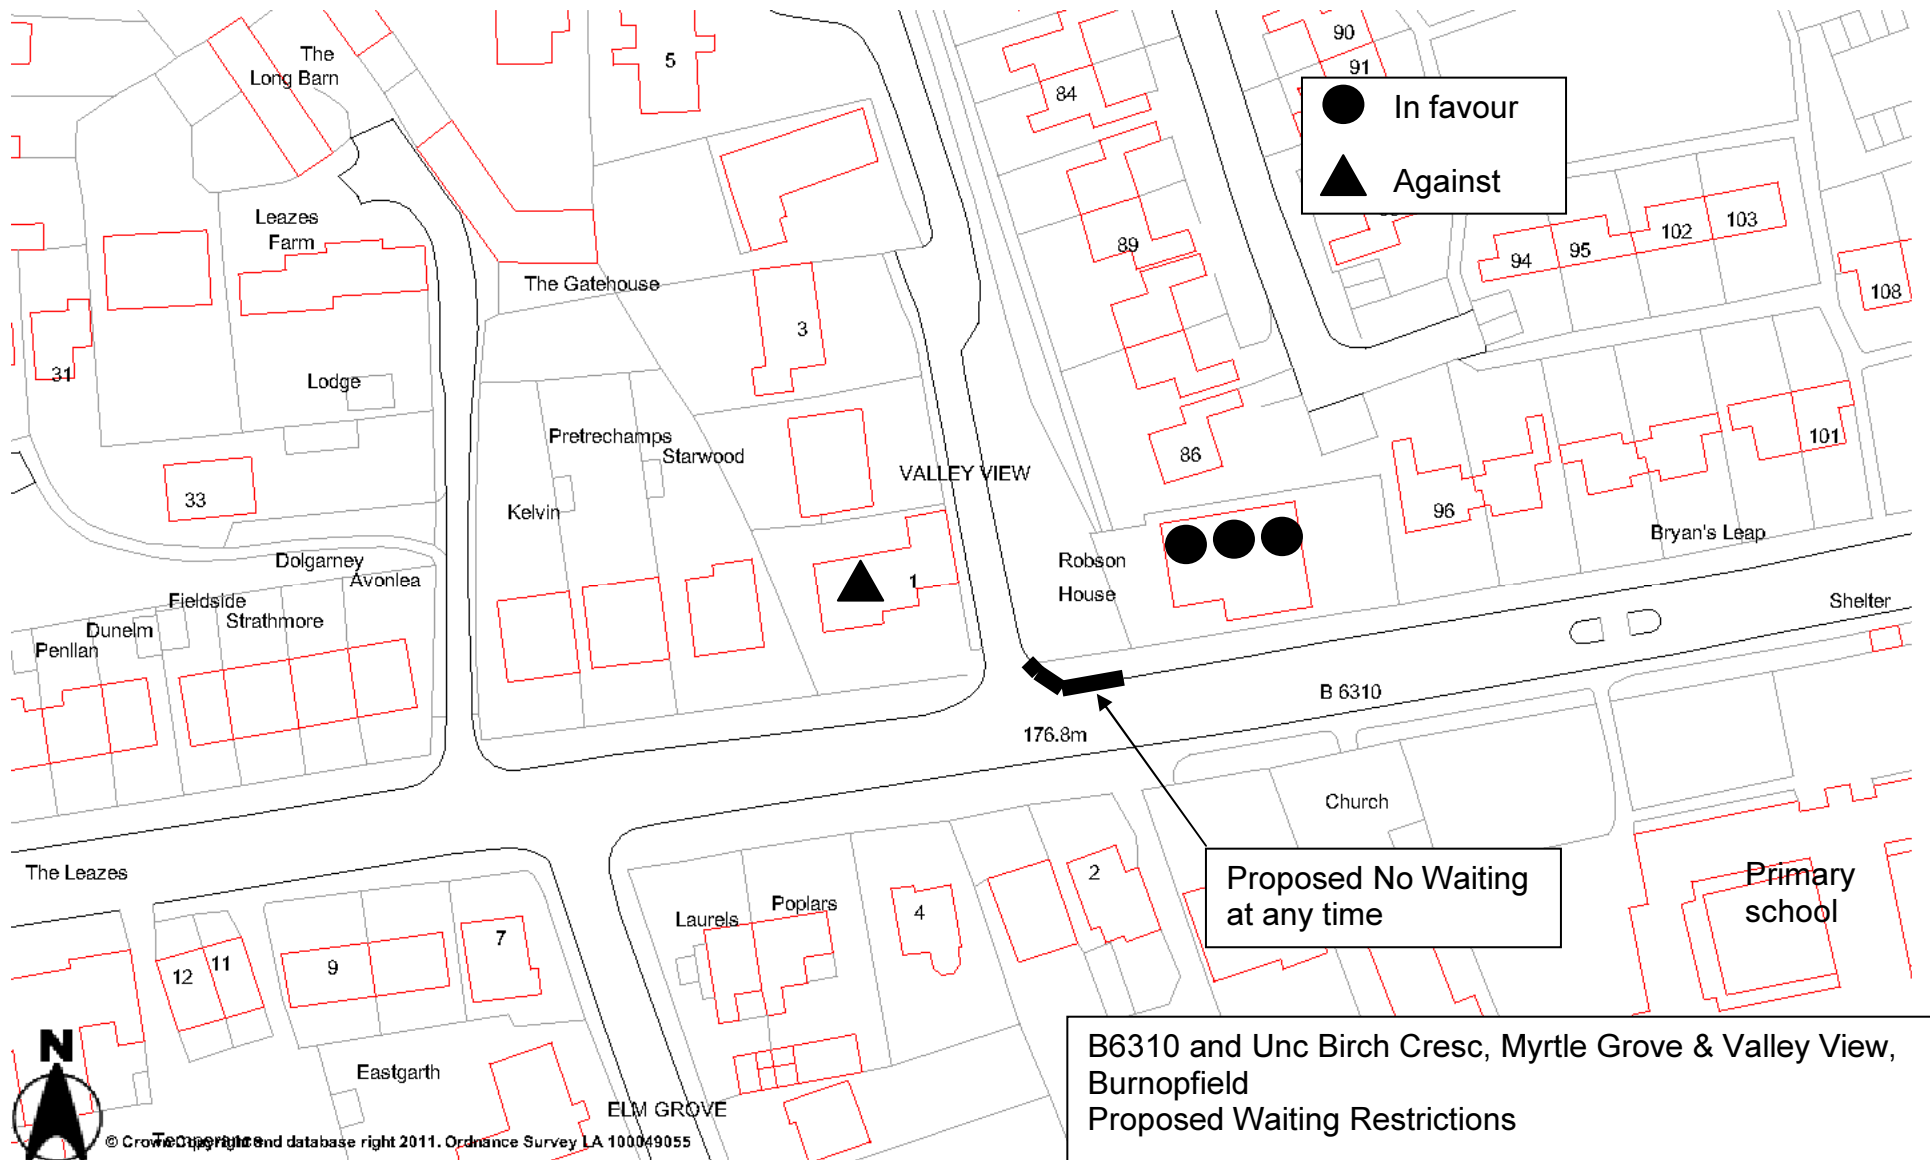 The
Long Barn
5
84
90
91
In favour
Against
Leazes
Farm
The Gatehouse
3
89
94
95
102
103
108
31
Lodge
33
Pretrechamps
Starwood
Kelvin
VALLEY VIEW
86
96
101
Bryan's Leap
Robson
House
1
Dolgarney
Avonlea
Fieldside
Strathmore
Dunelm
Penllan
Shelter
B 6310
176.8m
Church
The Leazes
Proposed No Waiting
at any time
Primary
school
12
11
9
7
Laurels
Poplars
4
2
Eastgarth
ELM GROVE
N
B6310 and Unc Birch Cresc, Myrtle Grove & Valley View,
Burnopfield
Proposed Waiting Restrictions
© Crown Copyright and database right 2011. Ordnance Survey LA 100049055